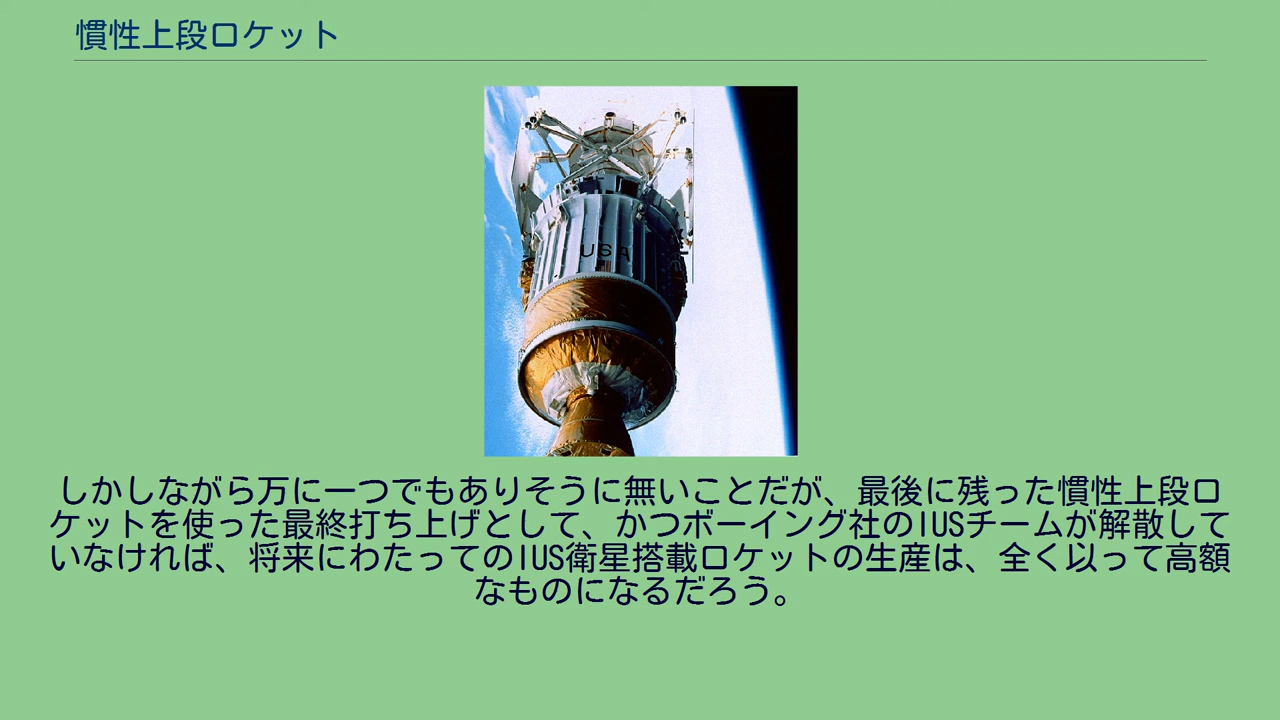 慣性上段ロケット
USA
しかしながら万に一つでもありそうに無いことだが、最後に残った慣性上段ロ
ケットを使った最終打ち上げとして、かつボーイング社のIUSチームが解散して
いなければ、将来にわたってのIUS衛星搭載ロケットの生産は、全く以って高額
なものになるだろう。